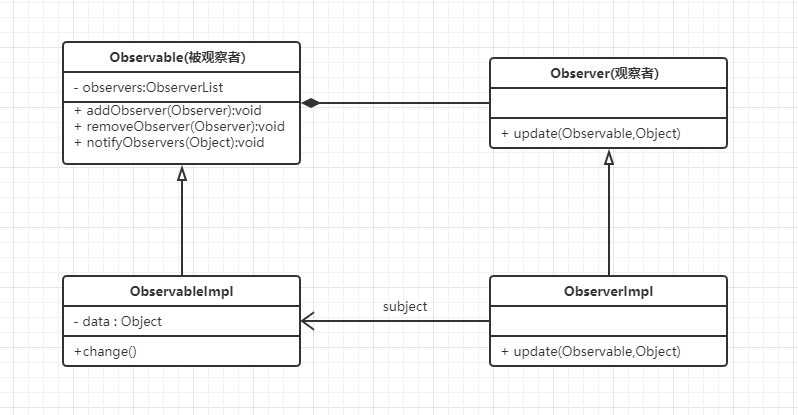 Observable(被观察者)
- observers:ObserverList
+ addObserver(Observer):void
+ removeObserver(Observer):void
+ notifyObservers(Object):void
Observer(观察者)
+ update(Observable,Object)
ObservableImpl
- data : Object
+change()
subject
ObserverImpl
+ update(Observable,Object)